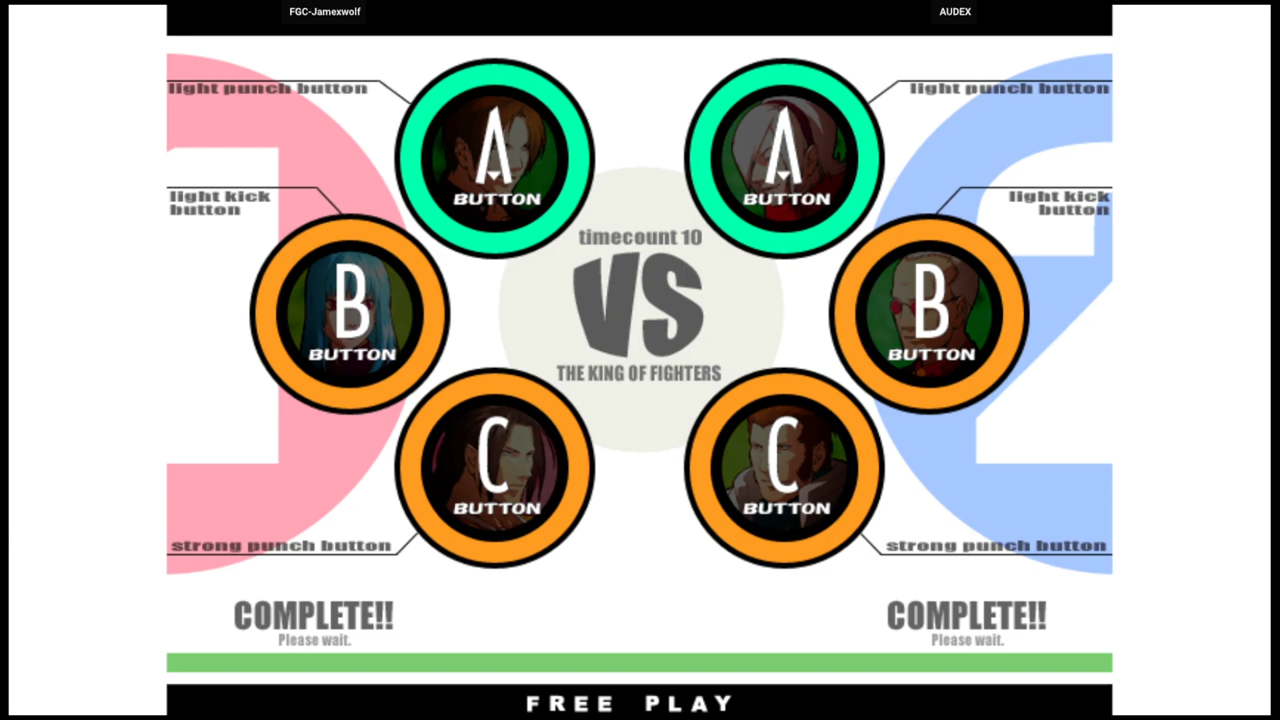 FGC-Jamexwolf
AUDEX
light punch button
light punch button
A
BUTTON
A
BUTTON
light kick
button
light kick
button
timecount 10
VS
THE KING OF FIGHTERS
B
BUTTON
B
BUTTON
C
BUTTON
C
BUTTON
strong punch button
strong punch button
COMPLETE!!
Please wait.
COMPLETE!!
Please wait.
FREE PLAY